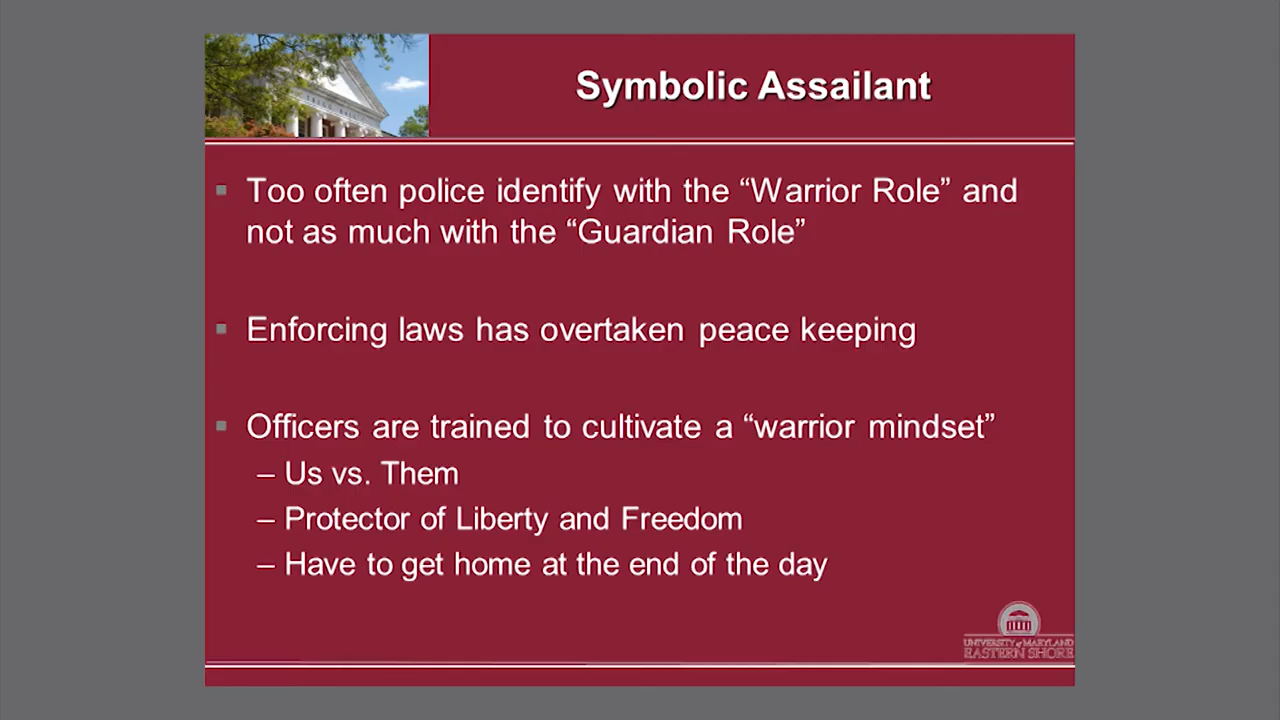 Symbolic Assailant
▪ Too often police identify with the “Warrior Role” and
not as much with the “Guardian Role”
▪ Enforcing laws has overtaken peace keeping
▪ Officers are trained to cultivate a “warrior mindset”
– Us vs. Them
– Protector of Liberty and Freedom
– Have to get home at the end of the day
UNIVERSITY of MARYLAND
EASTERN SHORE